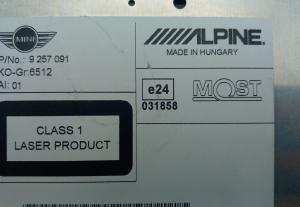 MINI
ALPINE
MADE IN HUNGARY
P/No.: 9 257 091
KO-Gr:6512
AI: 01
e24
MOST
031858
CLASS 1
LASER PRODUCT